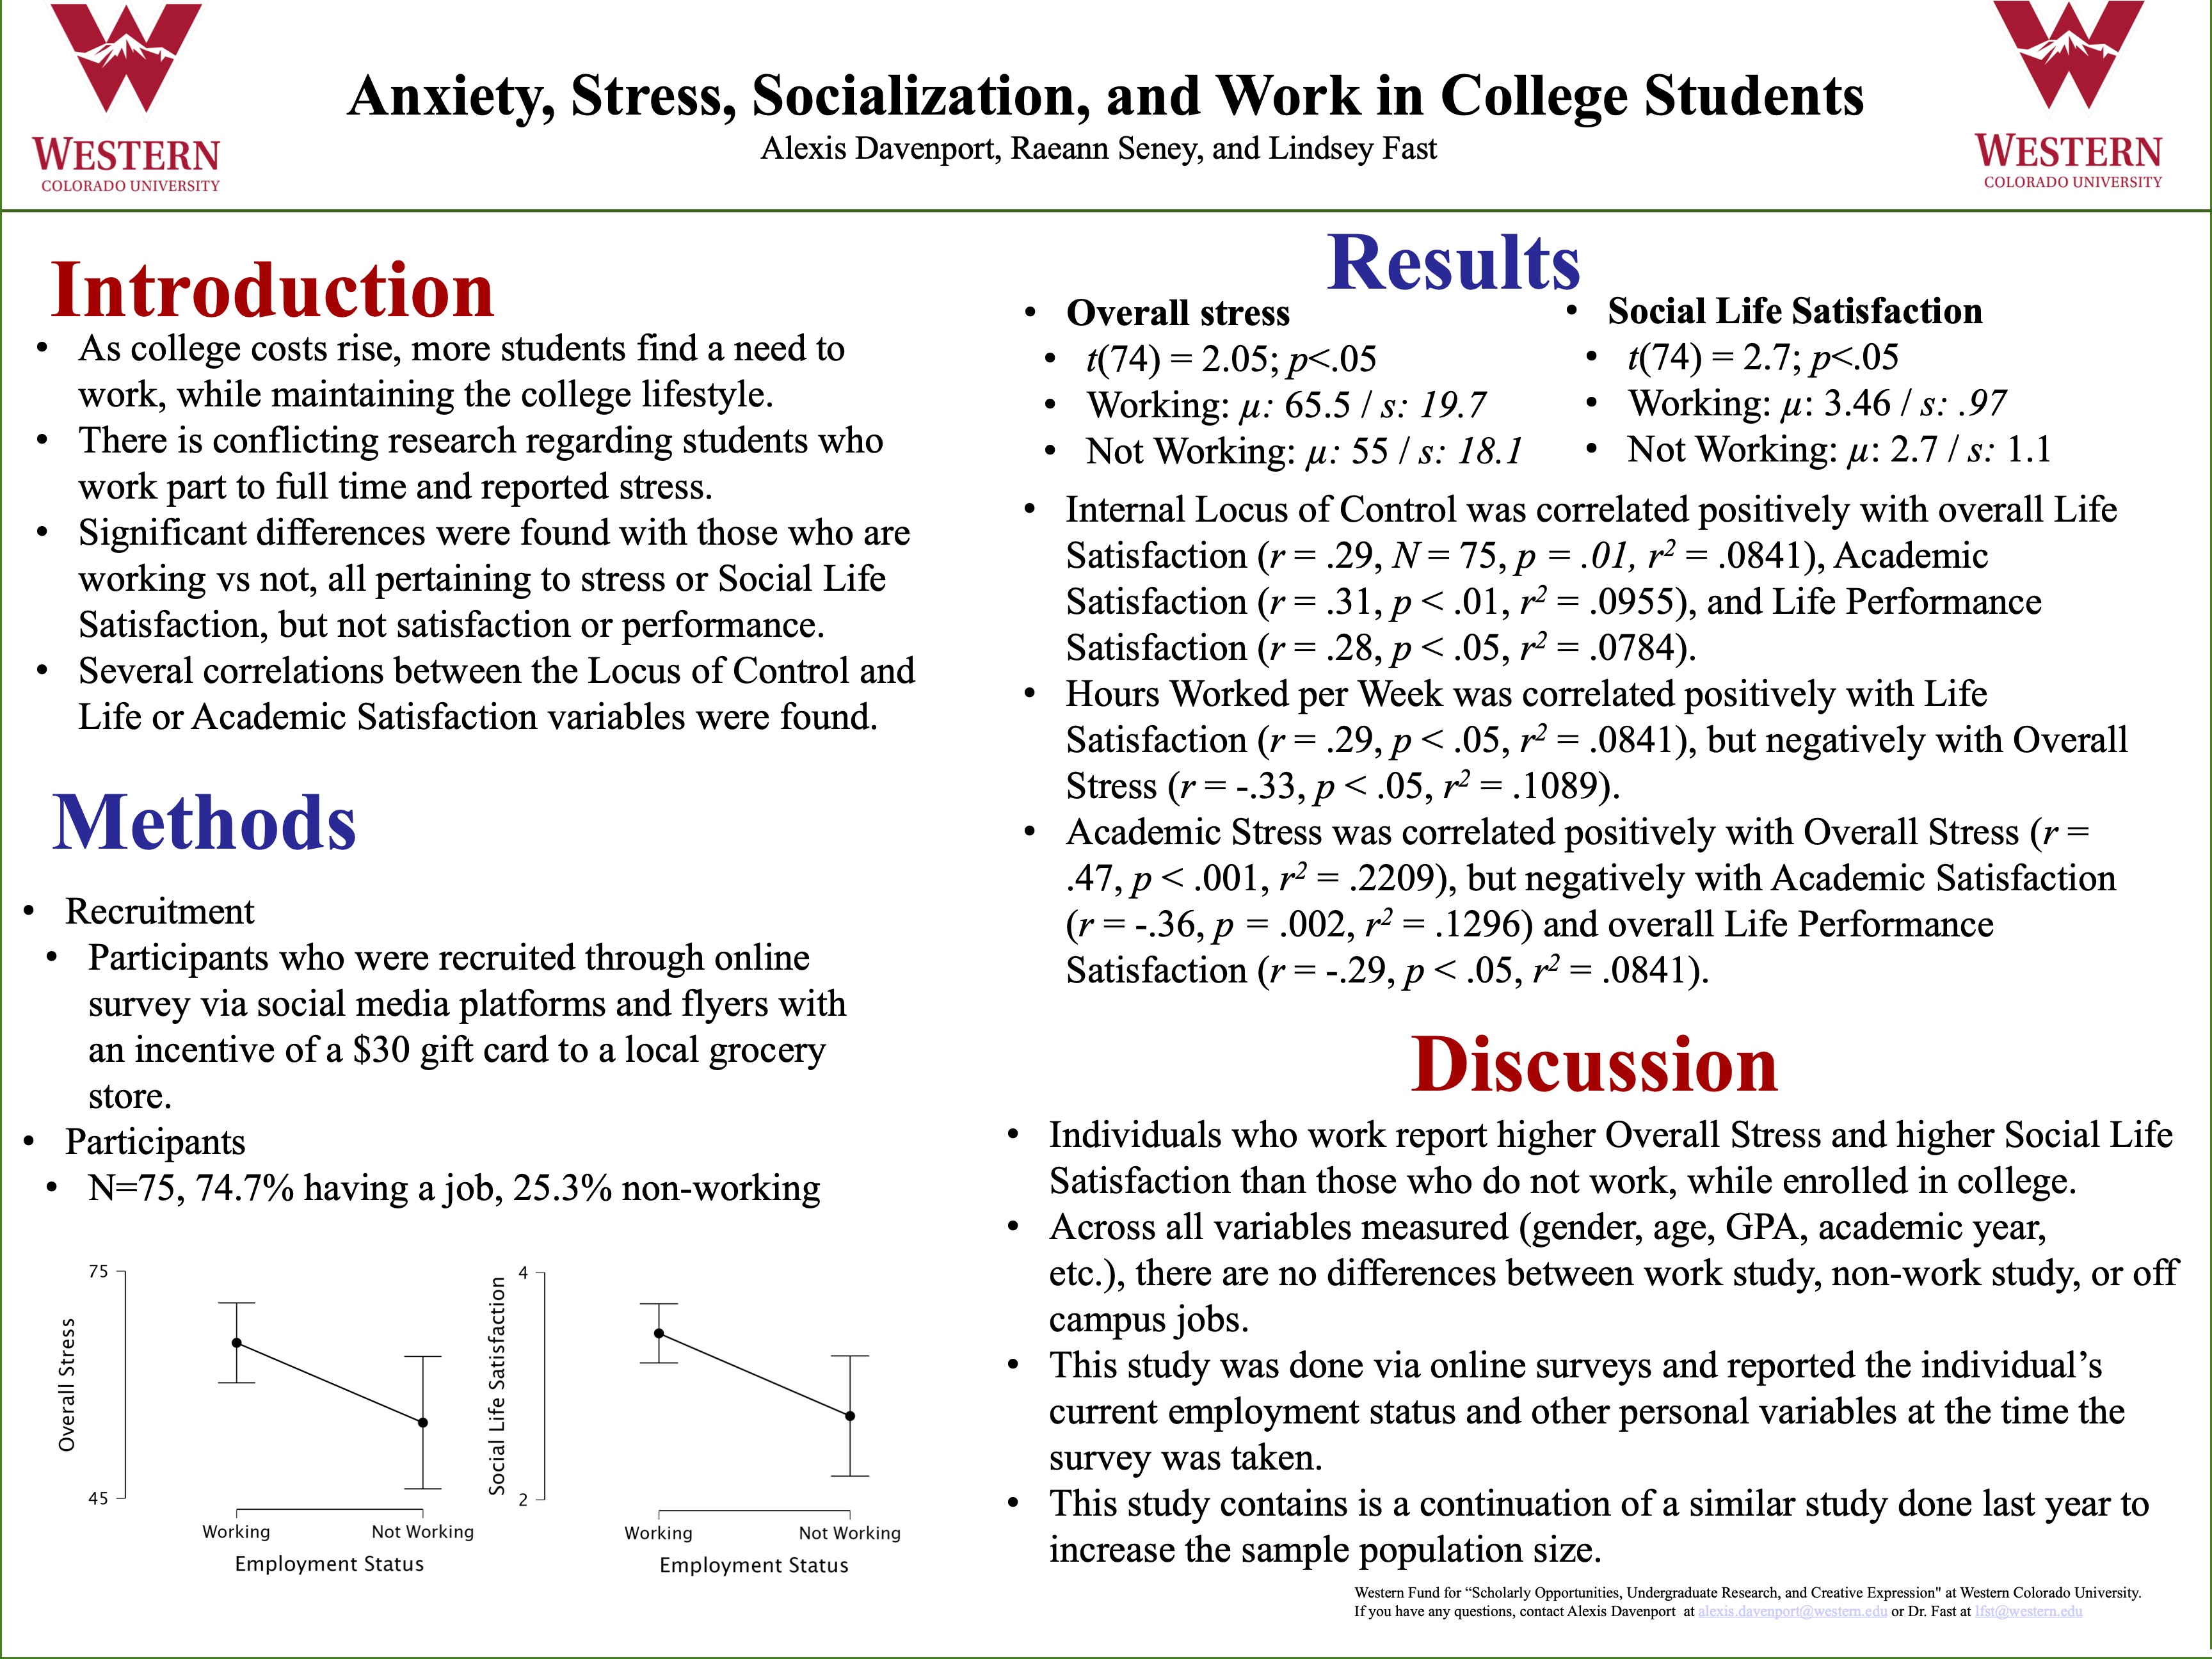 WESTERN
COLORADO UNIVERSITY
Anxiety, Stress, Socialization, and Work in College Students
Alexis Davenport, Raeann Seney, and Lindsey Fast
WESTERN
COLORADO UNIVERSITY
Introduction
• As college costs rise, more students find a need to
work, while maintaining the college lifestyle.
• There is conflicting research regarding students who
work part to full time and reported stress.
• Significant differences were found with those who are
working vs not, all pertaining to stress or Social Life
Satisfaction, but not satisfaction or performance.
• Several correlations between the Locus of Control and
Life or Academic Satisfaction variables were found.
Methods
• Recruitment
• Participants who were recruited through online
survey via social media platforms and flyers with
an incentive of a $30 gift card to a local grocery
store.
• Participants
• N=75, 74.7% having a job, 25.3% non-working
75
Overall Stress
45
Working
Not Working
Employment Status
4
Social Life Satisfaction
2
Working
Not Working
Employment Status
Results
• Overall stress
• t(74) = 2.05; p<.05
• Working: μ: 65.5 / s: 19.7
• Not Working: μ: 55 / s: 18.1
• Social Life Satisfaction
• t(74) = 2.7; p<.05
• Working: μ: 3.46 / s: .97
• Not Working: μ: 2.7 / s: 1.1
• Internal Locus of Control was correlated positively with overall Life
Satisfaction (r = .29, N = 75, p = .01, r² = .0841), Academic
Satisfaction (r = .31, p < .01, r² = .0955), and Life Performance
Satisfaction (r = .28, p < .05, r² = .0784).
• Hours Worked per Week was correlated positively with Life
Satisfaction (r = .29, p < .05, r² = .0841), but negatively with Overall
Stress (r = -.33, p < .05, r² = .1089).
• Academic Stress was correlated positively with Overall Stress (r =
.47, p < .001, r² = .2209), but negatively with Academic Satisfaction
(r = -.36, p = .002, r² = .1296) and overall Life Performance
Satisfaction (r = -.29, p < .05, r² = .0841).
Discussion
• Individuals who work report higher Overall Stress and higher Social Life
Satisfaction than those who do not work, while enrolled in college.
• Across all variables measured (gender, age, GPA, academic year,
etc.), there are no differences between work study, non-work study, or off
campus jobs.
• This study was done via online surveys and reported the individual’s
current employment status and other personal variables at the time the
survey was taken.
• This study contains is a continuation of a similar study done last year to
increase the sample population size.
Western Fund for “Scholarly Opportunities, Undergraduate Research, and Creative Expression" at Western Colorado University.
If you have any questions, contact Alexis Davenport at alexis.davenport@western.edu or Dr. Fast at lfst@western.edu